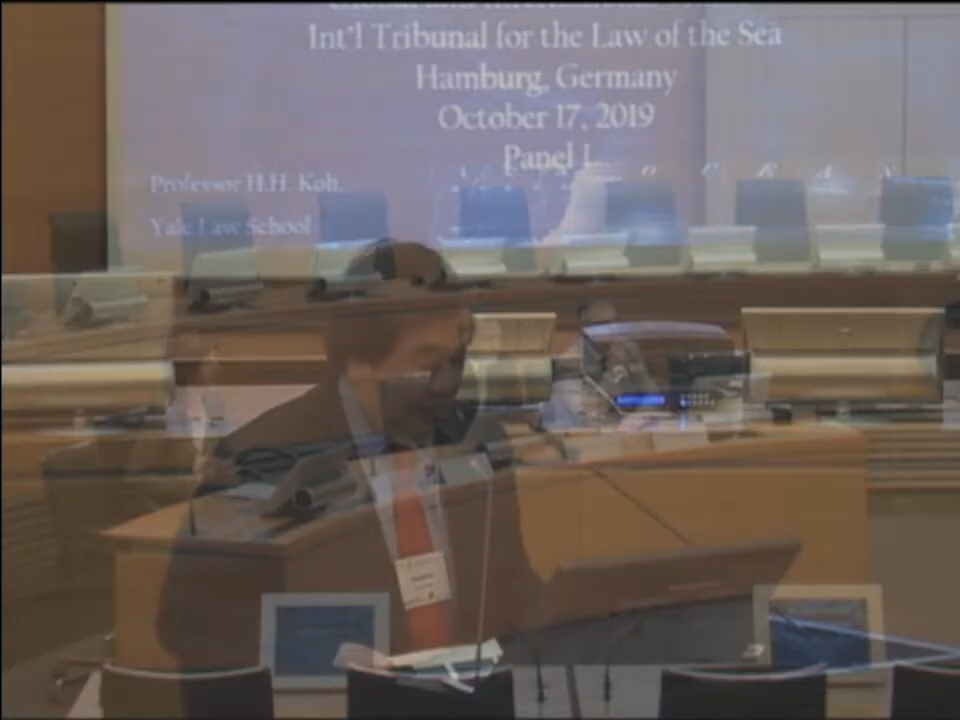 Int'l Tribunal for the Law of the Sea
Hamburg, Germany
October 17, 2019
Panel 1
Professor H.H. Koh,
Yale Law School